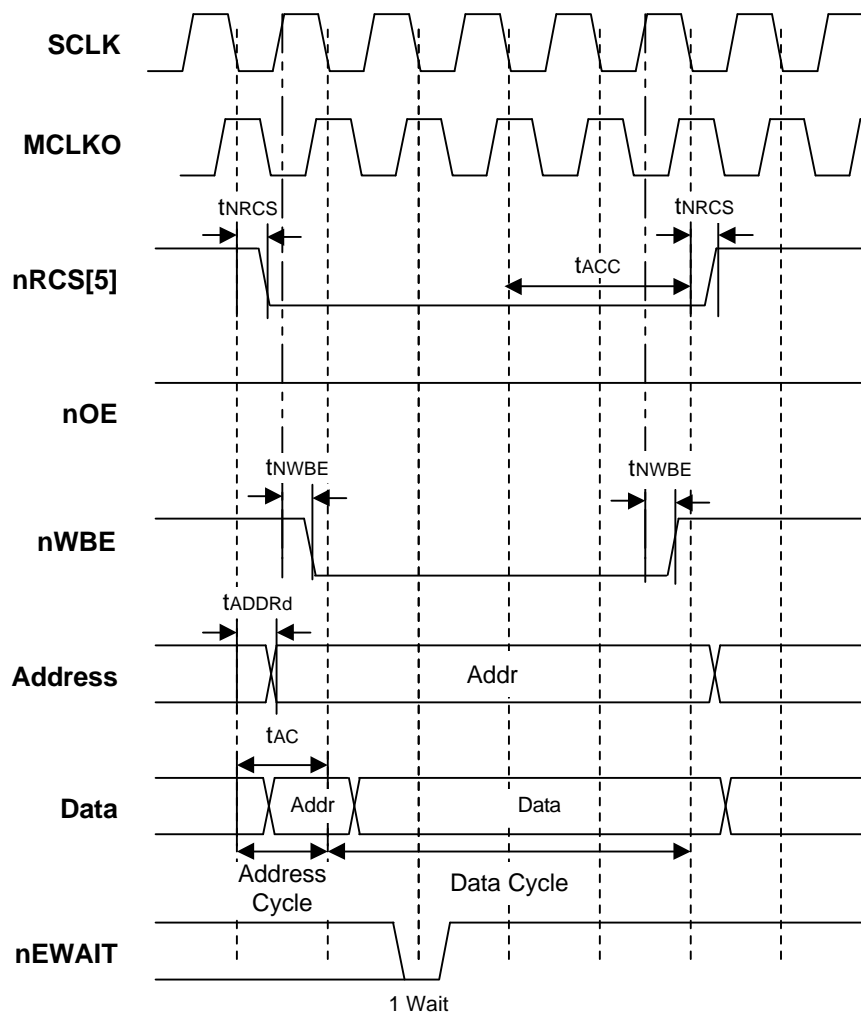 SCLK
MCLKO
tNRCS
tNRCS
nRCS[5]
tACC
nOE
tNWBE
tNWBE
nWBE
tADDRd
Address
Addr
tAC
Data
Addr
Data
Address
Cycle
Data Cycle
nEWAIT
1 Wait